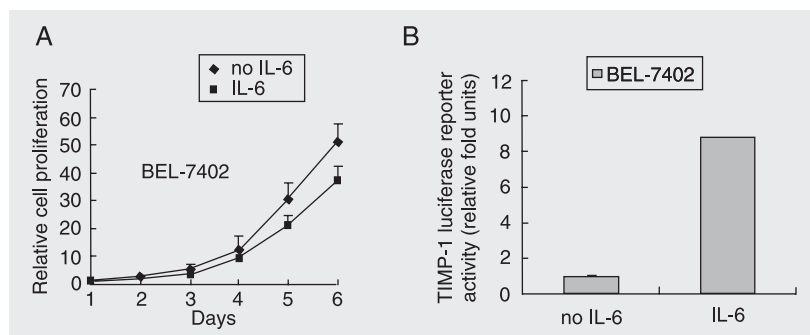 A
no IL-6
IL-6
Relative cell proliferation
70
60
50
40
30
20
10
0
BEL-7402
1 2 3 4 5 6
Days
B
BEL-7402
TIMP-1 luciferase reporter
activity (relative fold units)
12
10
8
6
4
2
0
no IL-6 IL-6